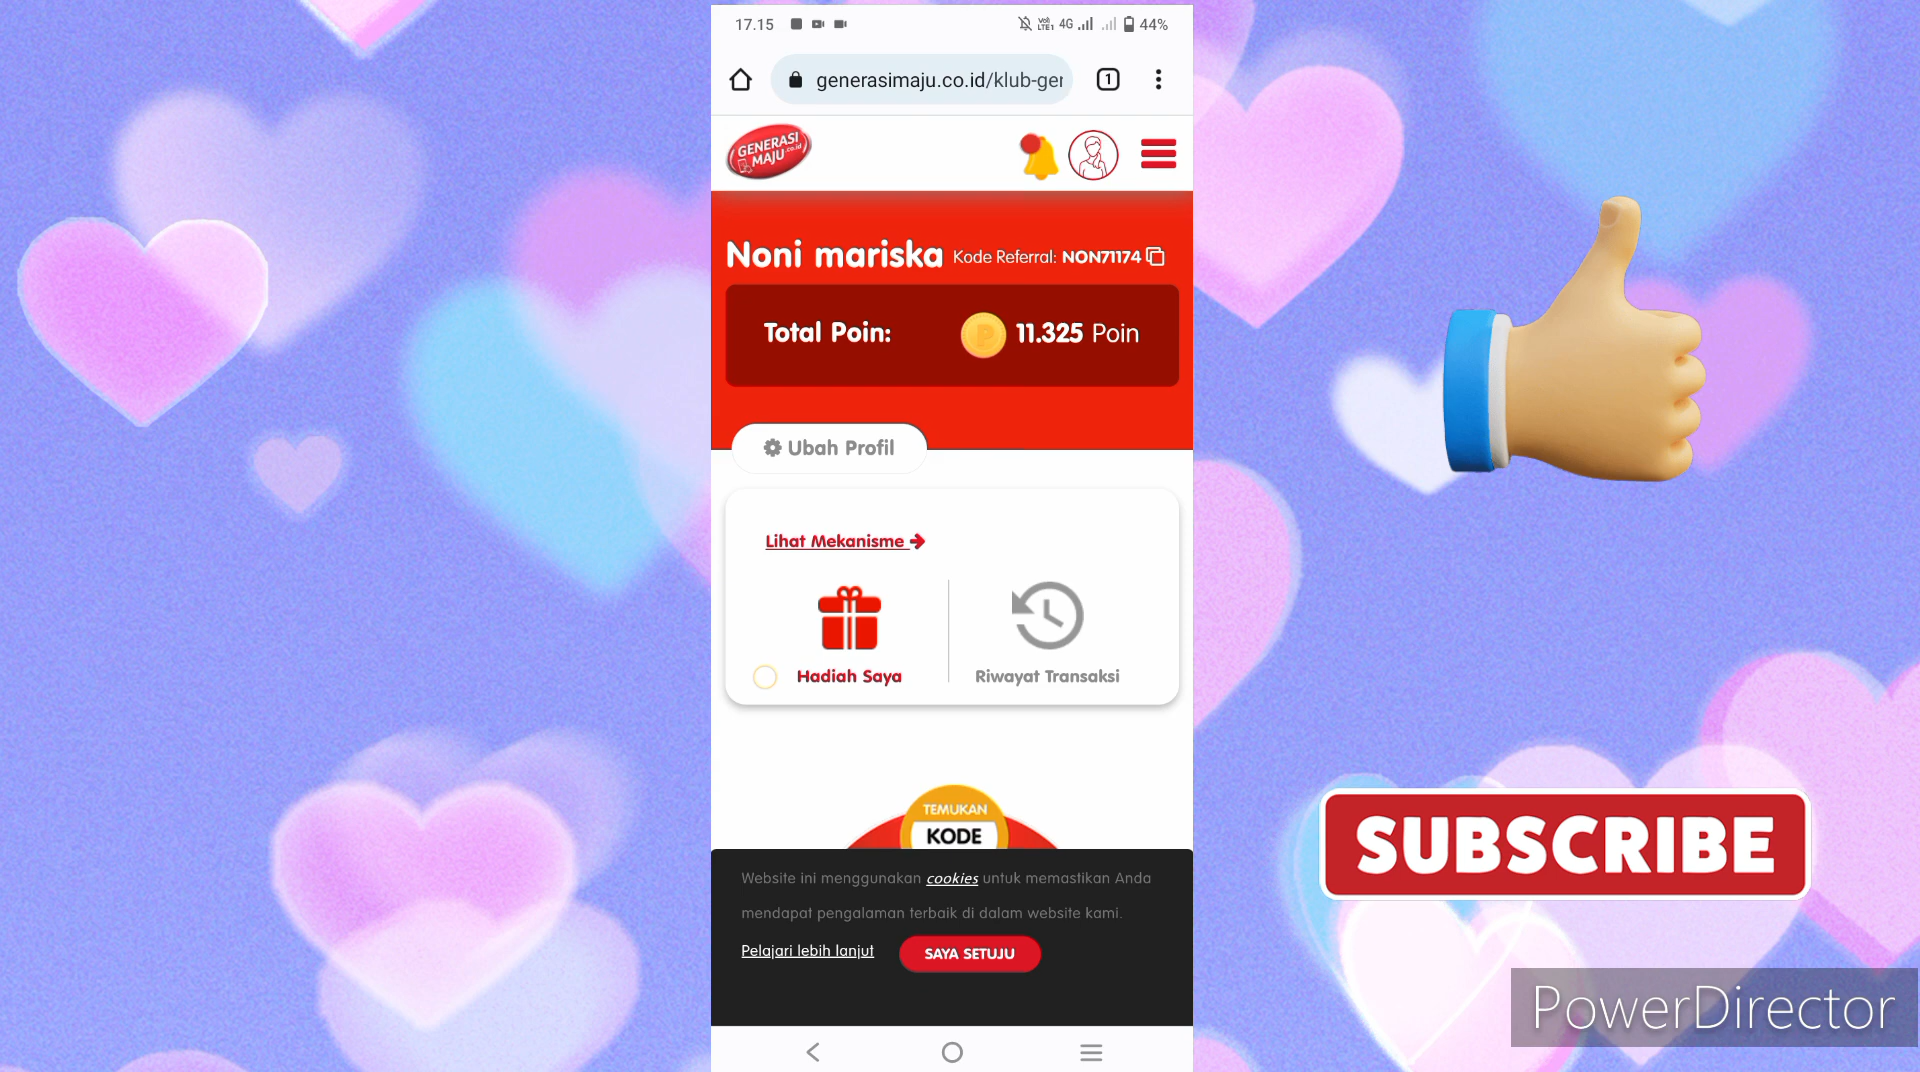 17.15
4G 44%
generasimaju.co.id/klub-ger
1
GENERASI
MAJU.co.id
Noni mariska Kode Referral: NON71174
Total Poin: P 11.325 Poin
Ubah Profil
Lihat Mekanisme
Hadiah Saya
Riwayat Transaksi
TEMUKAN
KODE
Website ini menggunakan cookies untuk memastikan Anda
mendapat pengalaman terbaik di dalam website kami.
Pelajari lebih lanjut SAYA SETUJU
SUBSCRIBE
PowerDirector